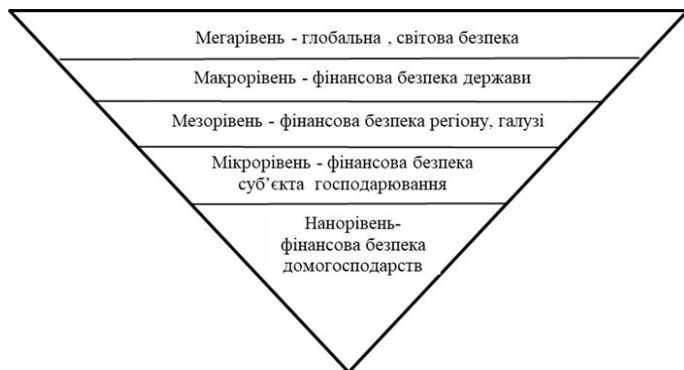 Мегарівень - глобальна , світова безпека
Макрорівень - фінансова безпека держави
Мезорівень - фінансова безпека регіону, галузі
Мікрорівень - фінансова безпека
суб’єкта господарювання
Нанорівень-
фінансова безпека
домогосподарств